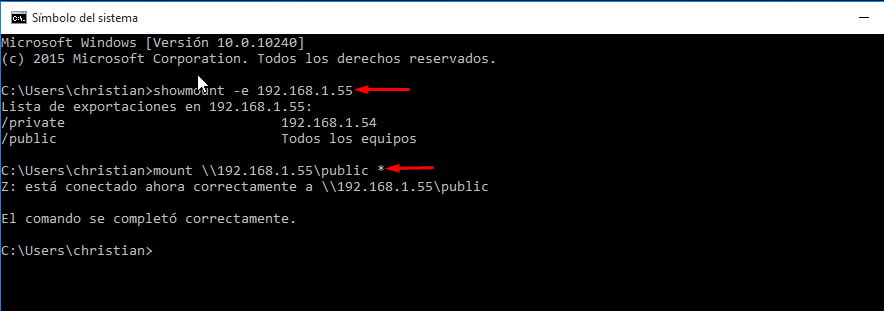 Símbolo del sistema
Microsoft Windows [Versión 10.0.10240]
(c) 2015 Microsoft Corporation. Todos los derechos reservados.
C:\Users\christian>showmount -e 192.168.1.55
Lista de exportaciones en 192.168.1.55:
/private                           192.168.1.54
/public                            Todos los equipos
C:\Users\christian>mount \\192.168.1.55\public *
Z: está conectado ahora correctamente a \\192.168.1.55\public
El comando se completó correctamente.
C:\Users\christian>